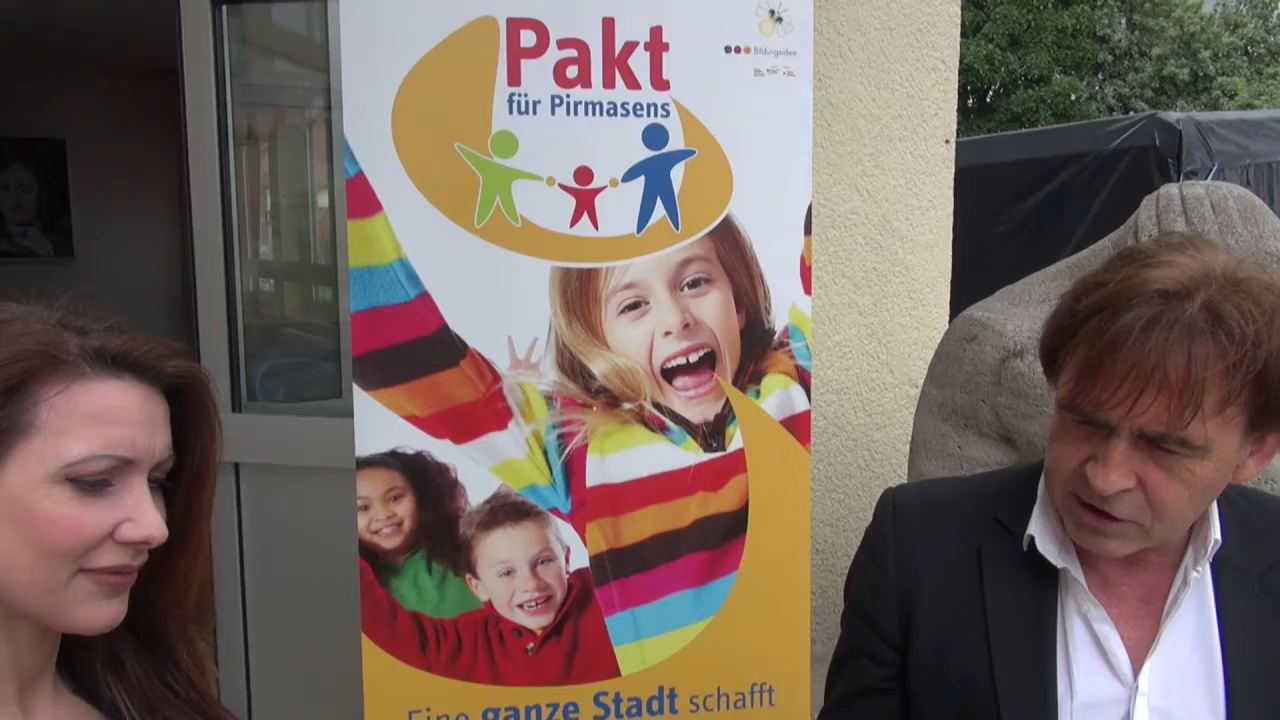 Pakt
für Pirmasens
Bildungsidee
Eine ganze Stadt schafft